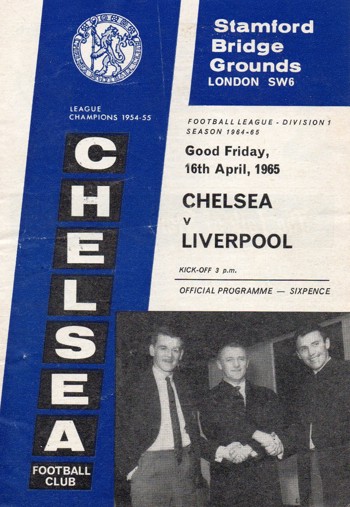 Stamford
Bridge
Grounds
LONDON SW6
LEAGUE
CHAMPIONS 1954-55
FOOTBALL LEAGUE - DIVISION 1
SEASON 1964-65
Good Friday,
16th April, 1965
CHELSEA
v
LIVERPOOL
KICK-OFF 3 p.m.
OFFICIAL PROGRAMME — SIXPENCE
CHELSEA
FOOTBALL
CLUB